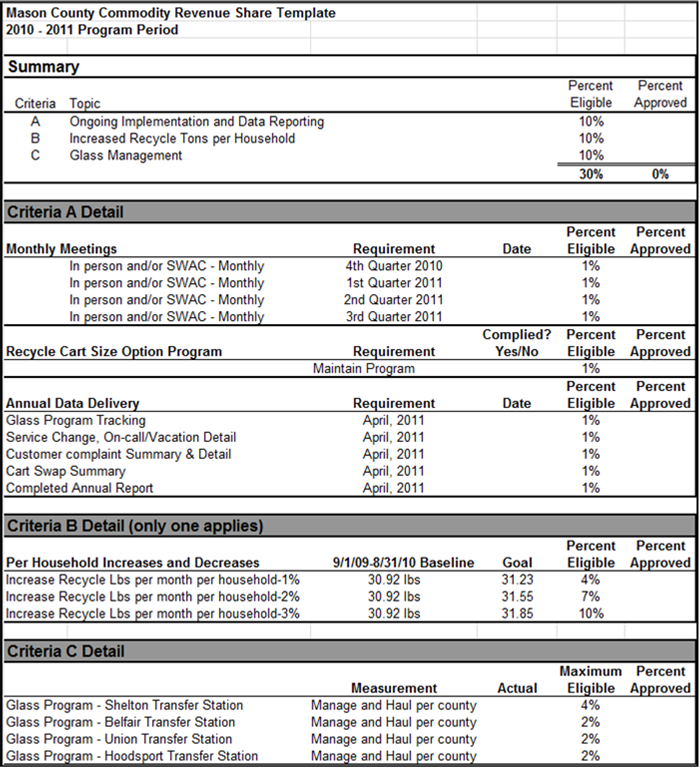 Mason County Commodity Revenue Share Template
2010 - 2011 Program Period
Summary
Percent Percent
Criteria Topic Eligible Approved
A Ongoing Implementation and Data Reporting 10%
B Increased Recycle Tons per Household 10%
C Glass Management 10%
30% 0%
Criteria A Detail
Percent Percent
Monthly Meetings Requirement Date Eligible Approved
In person and/or SWAC - Monthly 4th Quarter 2010 1%
In person and/or SWAC - Monthly 1st Quarter 2011 1%
In person and/or SWAC - Monthly 2nd Quarter 2011 1%
In person and/or SWAC - Monthly 3rd Quarter 2011 1%
Complied? Percent Percent
Recycle Cart Size Option Program Requirement Yes/No Eligible Approved
Maintain Program 1%
Percent Percent
Annual Data Delivery Requirement Date Eligible Approved
Glass Program Tracking April, 2011 1%
Service Change, On-call/Vacation Detail April, 2011 1%
Customer complaint Summary & Detail April, 2011 1%
Cart Swap Summary April, 2011 1%
Completed Annual Report April, 2011 1%
Criteria B Detail (only one applies)
Percent Percent
Per Household Increases and Decreases 9/1/09-8/31/10 Baseline Goal Eligible Approved
Increase Recycle Lbs per month per household-1% 30.92 lbs 31.23 4%
Increase Recycle Lbs per month per household-2% 30.92 lbs 31.55 7%
Increase Recycle Lbs per month per household-3% 30.92 lbs 31.85 10%
Criteria C Detail
Maximum Percent
Measurement Actual Eligible Approved
Glass Program - Shelton Transfer Station Manage and Haul per county 4%
Glass Program - Belfair Transfer Station Manage and Haul per county 2%
Glass Program - Union Transfer Station Manage and Haul per county 2%
Glass Program - Hoodsport Transfer Station Manage and Haul per county 2%